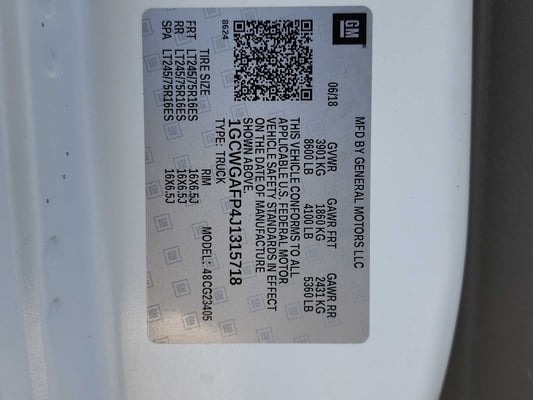 GM
MFD BY GENERAL MOTORS LLC
06/18 GVWR GAWR FRT GAWR RR
3901 KG 1860 KG 2431 KG
8600 LB 4100 LB 5360 LB
THIS VEHICLE CONFORMS TO ALL
APPLICABLE U.S. FEDERAL MOTOR
VEHICLE SAFETY STANDARDS IN EFFECT
ON THE DATE OF MANUFACTURE
SHOWN ABOVE.
1GCWGAFP4J1315718
TYPE: TRUCK
8624 MODEL: 48CG23405
TIRE SIZE RIM
FRT LT245/75R16ES 16X6.5J
RR LT245/75R16ES 16X6.5J
SPA LT245/75R16ES 16X6.5J